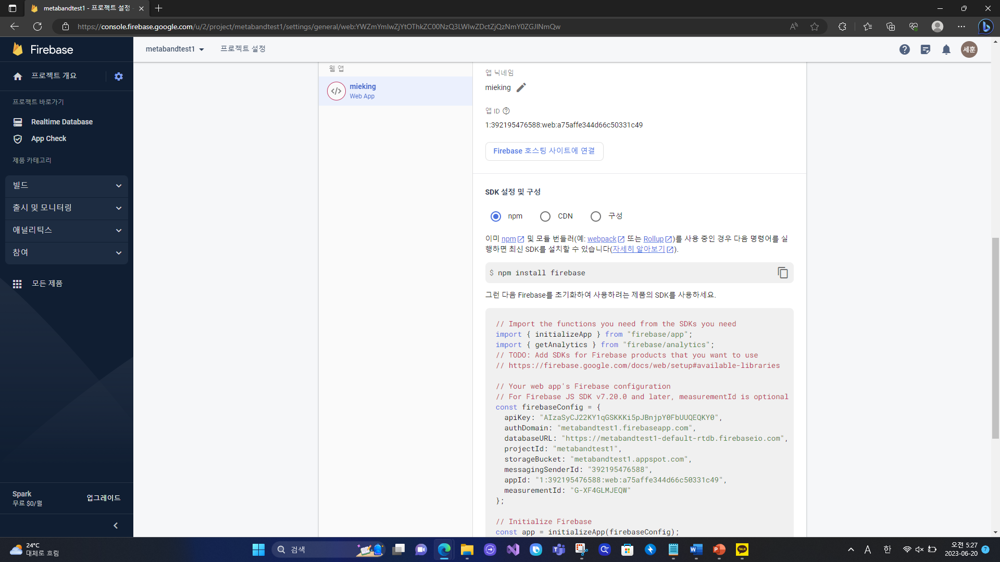 metabandtest1 - 프로젝트 설정
https://console.firebase.google.com/u/2/project/metabandtest1/settings/general/web:YWZmYmIwZjYtOThkZC00NzQ3LWIwZDctZjQzNmY0ZGJlNmQw
Firebase
metabandtest1
프로젝트 설정
세훈
프로젝트 개요
프로젝트 바로가기
Realtime Database
App Check
제품 카테고리
빌드
출시 및 모니터링
애널리틱스
참여
모든 제품
Spark
무료 $0/월
업그레이드
웹 앱
mieking
Web App
앱 닉네임
mieking
앱 ID
1:392195476588:web:a75affe344d66c50331c49
Firebase 호스팅 사이트에 연결
SDK 설정 및 구성
npm
CDN
구성
이미 npm 및 모듈 번들러(예: webpack 또는 Rollup)를 사용 중인 경우 다음 명령어를 실
행하면 최신 SDK를 설치할 수 있습니다(자세히 알아보기).
$ npm install firebase
그런 다음 Firebase를 초기화하여 사용하려는 제품의 SDK를 사용하세요.
// Import the functions you need from the SDKs you need
import { initializeApp } from "firebase/app";
import { getAnalytics } from "firebase/analytics";
// TODO: Add SDKs for Firebase products that you want to use
// https://firebase.google.com/docs/web/setup#available-libraries
// Your web app's Firebase configuration
// For Firebase JS SDK v7.20.0 and later, measurementId is optional
const firebaseConfig = {
apiKey: "AIzaSyCJ22KY1qGSKKKi5pJBnjpY0FbUUQEQKY0",
authDomain: "metabandtest1.firebaseapp.com",
databaseURL: "https://metabandtest1-default-rtdb.firebaseio.com",
projectId: "metabandtest1",
storageBucket: "metabandtest1.appspot.com",
messagingSenderId: "392195476588",
appId: "1:392195476588:web:a75affe344d66c50331c49",
measurementId: "G-XF4GLMJEQW"
};
// Initialize Firebase
const app = initializeApp(firebaseConfig);
24°C
대체로 흐림
검색
TALK
A
한
오전 5:27
2023-06-20
7